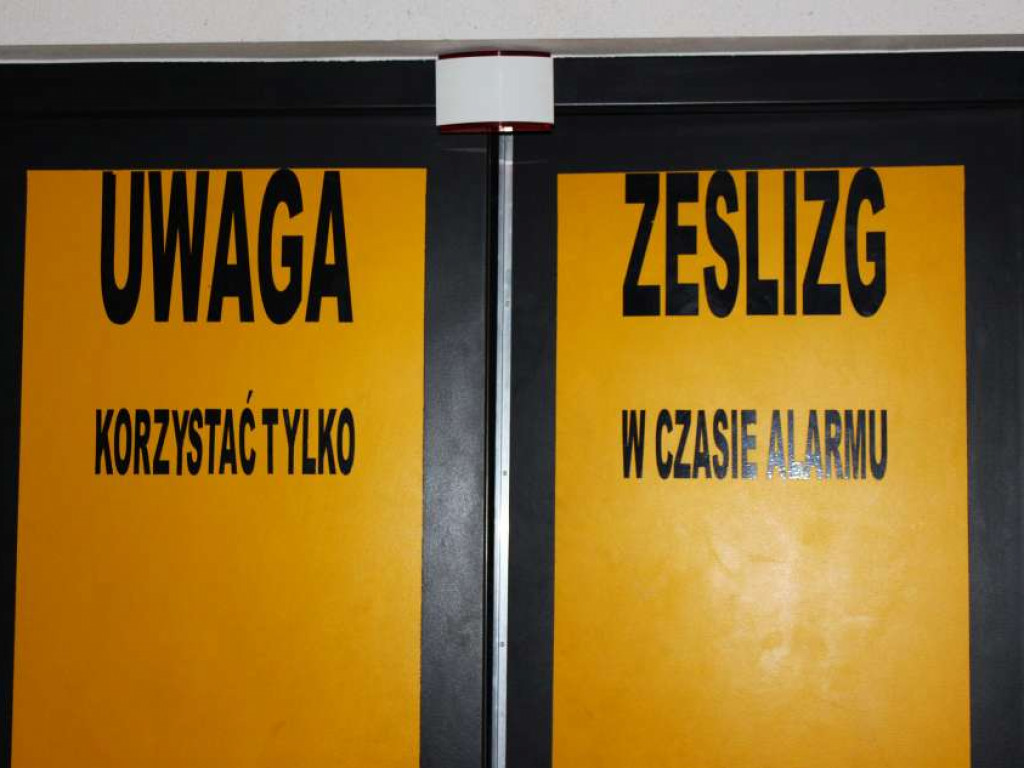 UWAGA
KORZYSTAĆ TYLKO
ZESLIZG
W CZASIE ALARMU